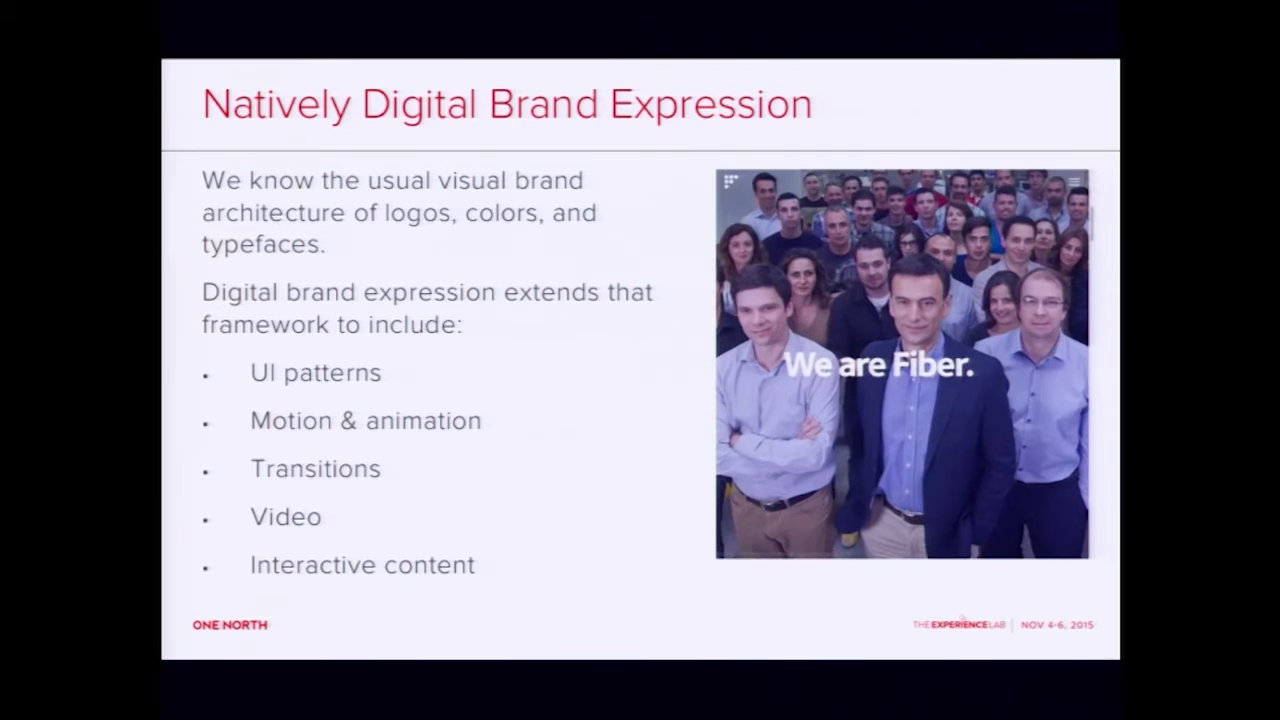 Natively Digital Brand Expression
We know the usual visual brand
architecture of logos, colors, and
typefaces.
Digital brand expression extends that
framework to include:
• UI patterns
• Motion & animation
• Transitions
• Video
• Interactive content
We are Fiber.
ONE NORTH
THE EXPERIENCE LAB | NOV 4-6, 2015